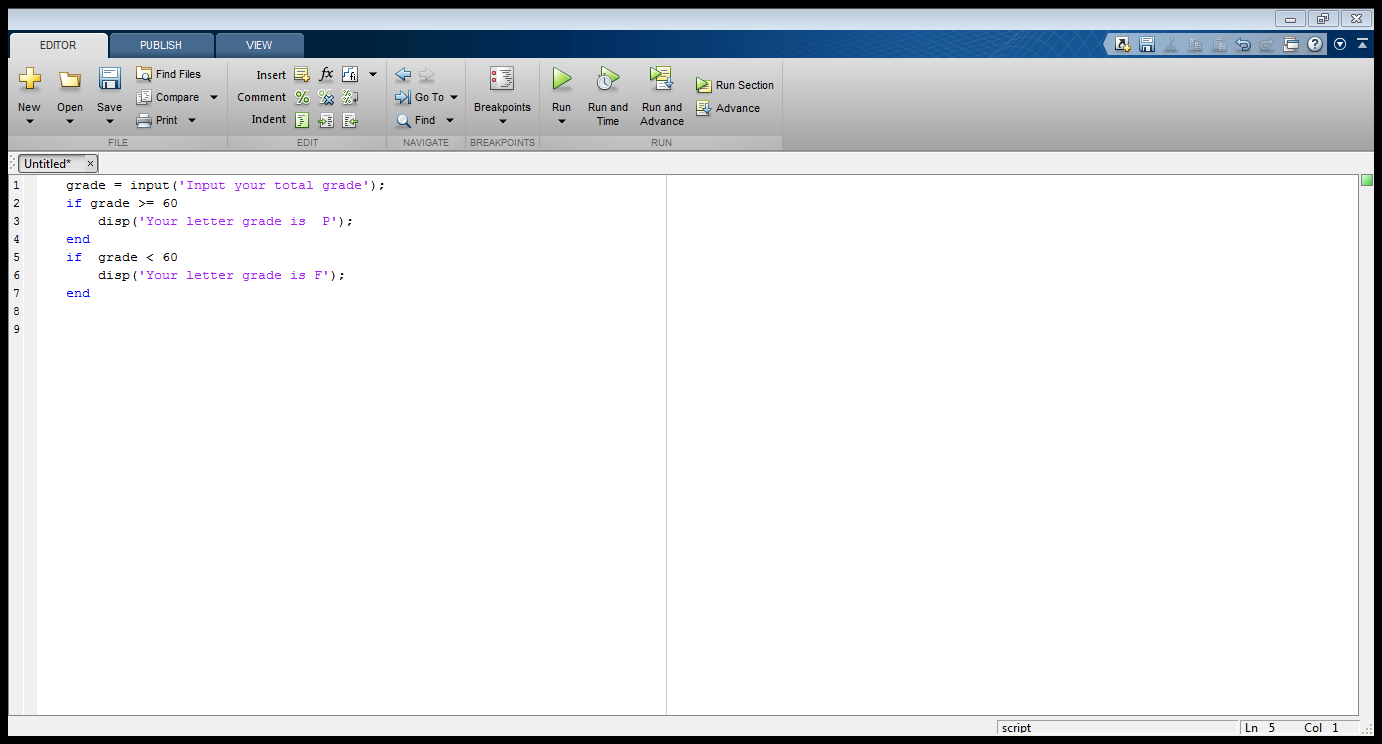 EDITOR PUBLISH VIEW
New Open Save Find Files Compare Print
Insert Comment Indent
Go To Find
Breakpoints
Run Run and Time Run and Advance Run Section Advance
FILE EDIT NAVIGATE BREAKPOINTS RUN
Untitled* ×
1 grade = input('Input your total grade');
2 if grade >= 60
3 disp('Your letter grade is  P');
4 end
5 if  grade < 60
6 disp('Your letter grade is F');
7 end
8
9
script Ln 5 Col 1